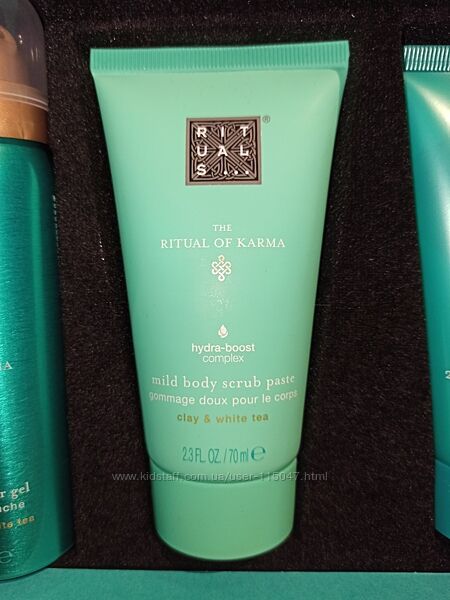 RIT
UAL
S...
®
THE
RITUAL OF KARMA
hydra-boost
complex
mild body scrub paste
gommage doux pour le corps
clay & white tea
2.3 FL. OZ. / 70 ml e
www.kidstaff.com.ua/user-115047.html
gel